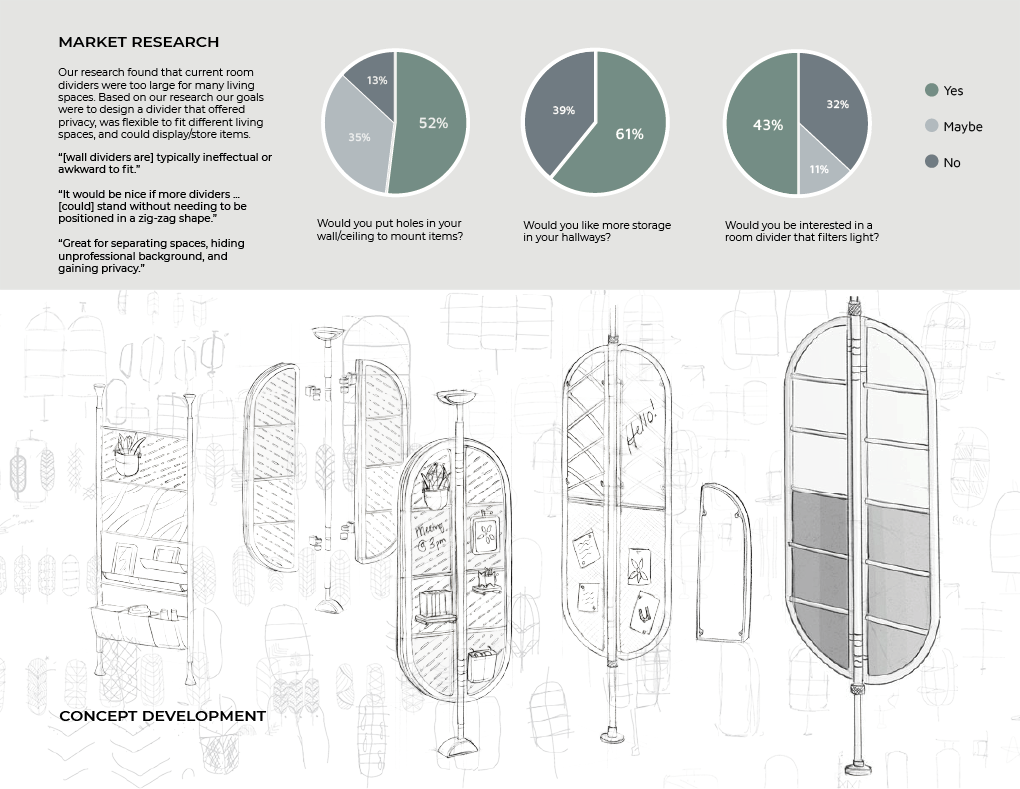 MARKET RESEARCH
Our research found that current room
dividers were too large for many living
spaces. Based on our research our goals
were to design a divider that offered
privacy, was flexible to fit different living
spaces, and could display/store items.
“[wall dividers are] typically ineffectual or
awkward to fit.”
“It would be nice if more dividers ...
[could] stand without needing to be
positioned in a zig-zag shape.”
“Great for separating spaces, hiding
unprofessional background, and
gaining privacy.”
13%
35%
52%
Would you put holes in your
wall/ceiling to mount items?
39%
61%
Would you like more storage
in your hallways?
43%
32%
11%
Would you be interested in a
room divider that filters light?
Yes
Maybe
No
Hello!
Meeting
@ 3pm
CONCEPT DEVELOPMENT